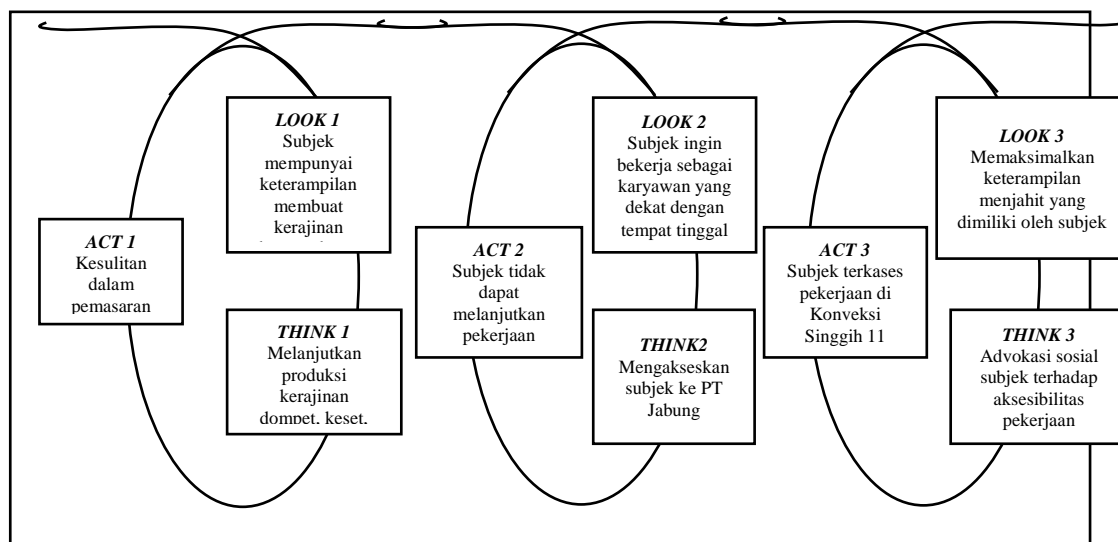 LOOK 1
Subjek
mempunyai
keterampilan
membuat
kerajinan
ACT 1
Kesulitan
dalam
pemasaran
THINK 1
Melanjutkan
produksi
kerajinan
dompet, keset,
LOOK 2
Subjek ingin
bekerja sebagai
karyawan yang
dekat dengan
tempat tinggal
ACT 2
Subjek tidak
dapat
melanjutkan
pekerjaan
THINK2
Mengakseskan
subjek ke PT
Jabung
LOOK 3
Memaksimalkan
keterampilan
menjahit yang
dimiliki oleh subjek
ACT 3
Subjek terkases
pekerjaan di
Konveksi
Singgih 11
THINK 3
Advokasi sosial
subjek terhadap
aksesibilitas
pekerjaan